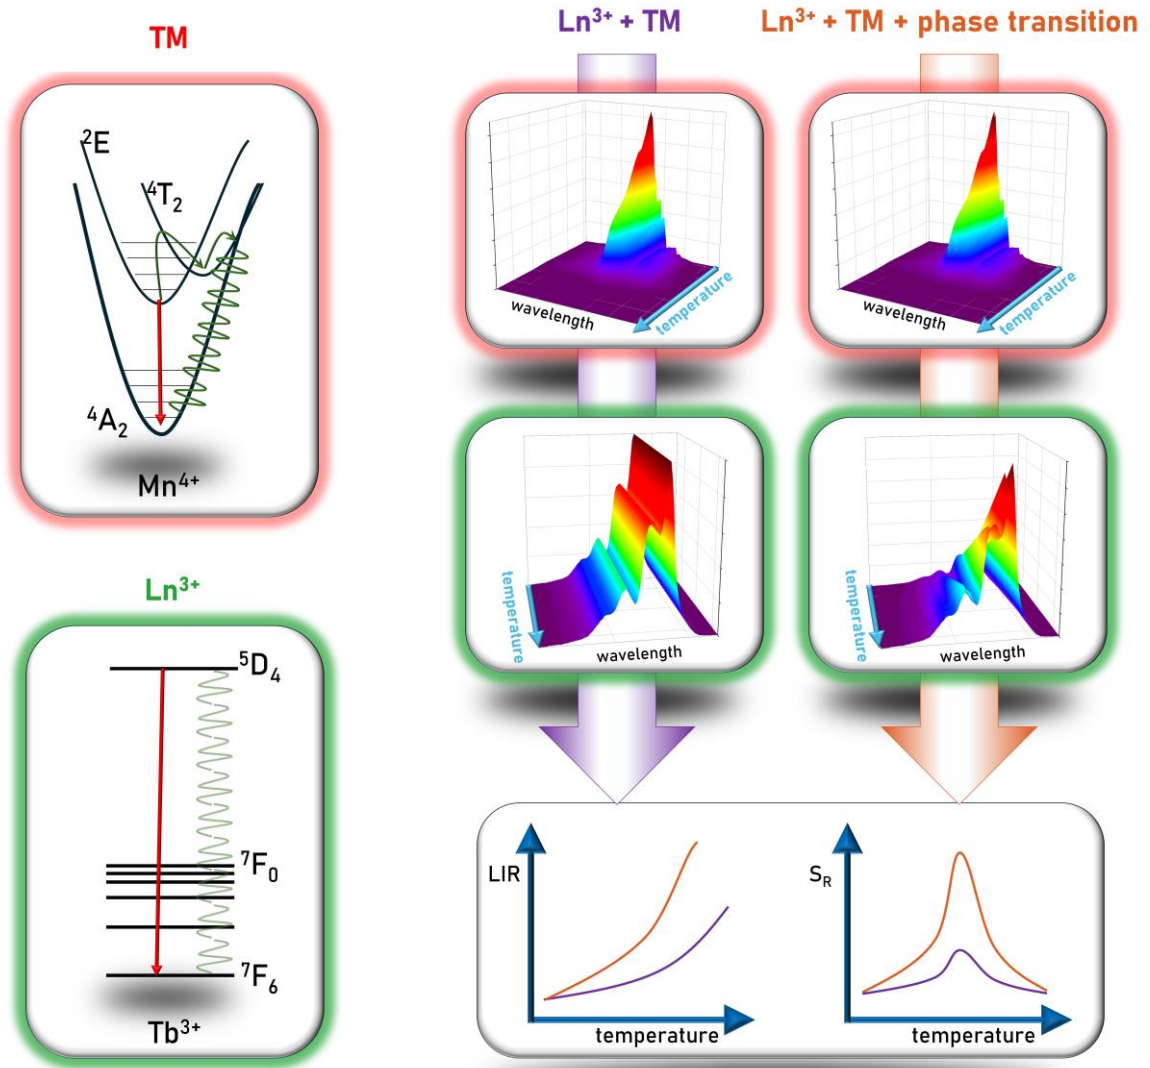 TM
²E
⁴T₂
⁴A₂
Mn⁴⁺
Ln³⁺
⁵D₄
⁷F₀
⁷F₆
Tb³⁺
Ln³⁺ + TM
wavelength
temperature
temperature
wavelength
Ln³⁺ + TM + phase transition
wavelength
temperature
temperature
wavelength
LIR
temperature
S_R
temperature